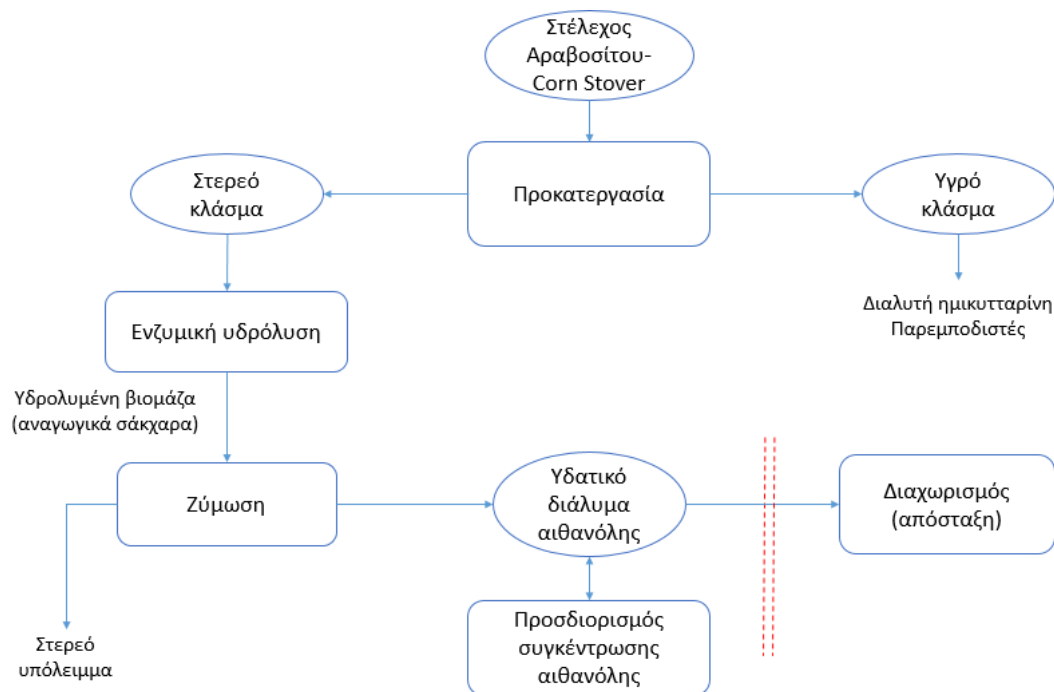 Στέλεχος
Αραβοσίτου-
Corn Stover
Στερεό
κλάσμα
Προκατεργασία
Υγρό
κλάσμα
Ενζυμική υδρόλυση
Διαλυτή ημικυτταρίνη
Παρεμποδιστές
Υδρολυμένη βιομάζα
(αναγωγικά σάκχαρα)
Ζύμωση
Υδατικό
διάλυμα
αιθανόλης
Διαχωρισμός
(απόσταξη)
Στερεό
υπόλειμμα
Προσδιορισμός
συγκέντρωσης
αιθανόλης